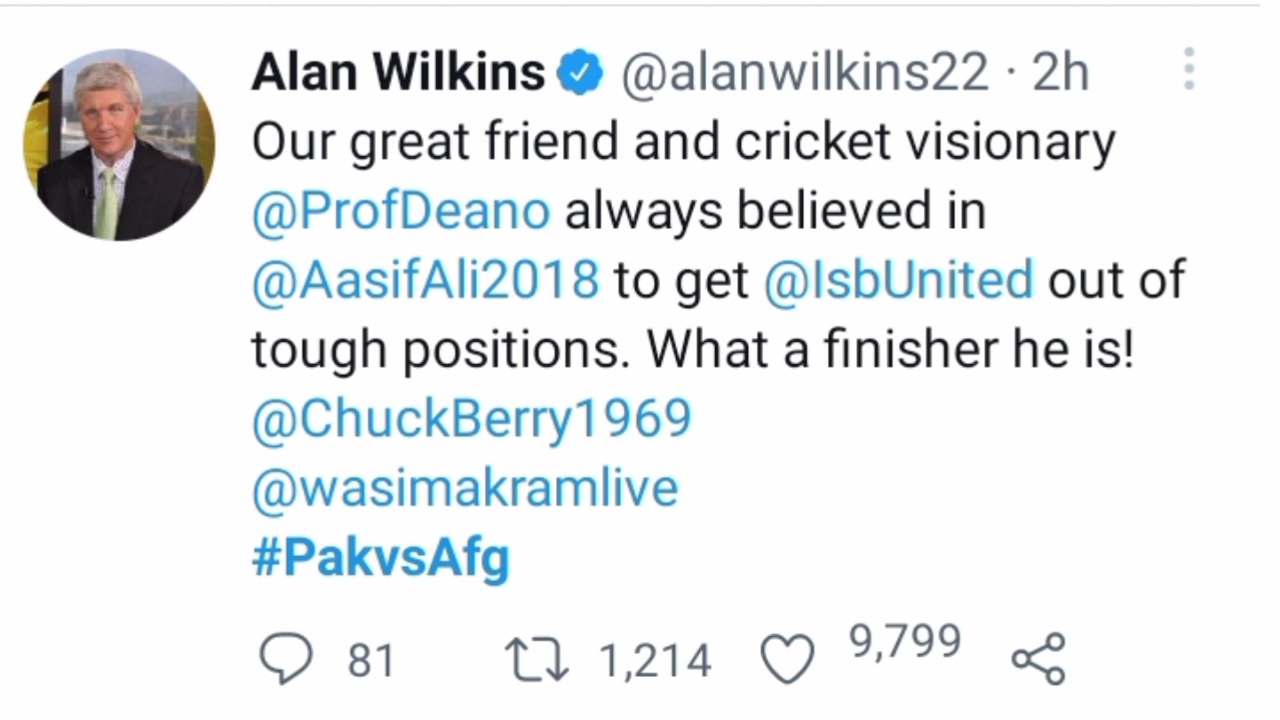 Alan Wilkins @alanwilkins22 · 2h
Our great friend and cricket visionary
@ProfDeano always believed in
@AasifAli2018 to get @IsbUnited out of
tough positions. What a finisher he is!
@ChuckBerry1969
@wasimakramlive
#PakvsAfg
81 1,214 9,799